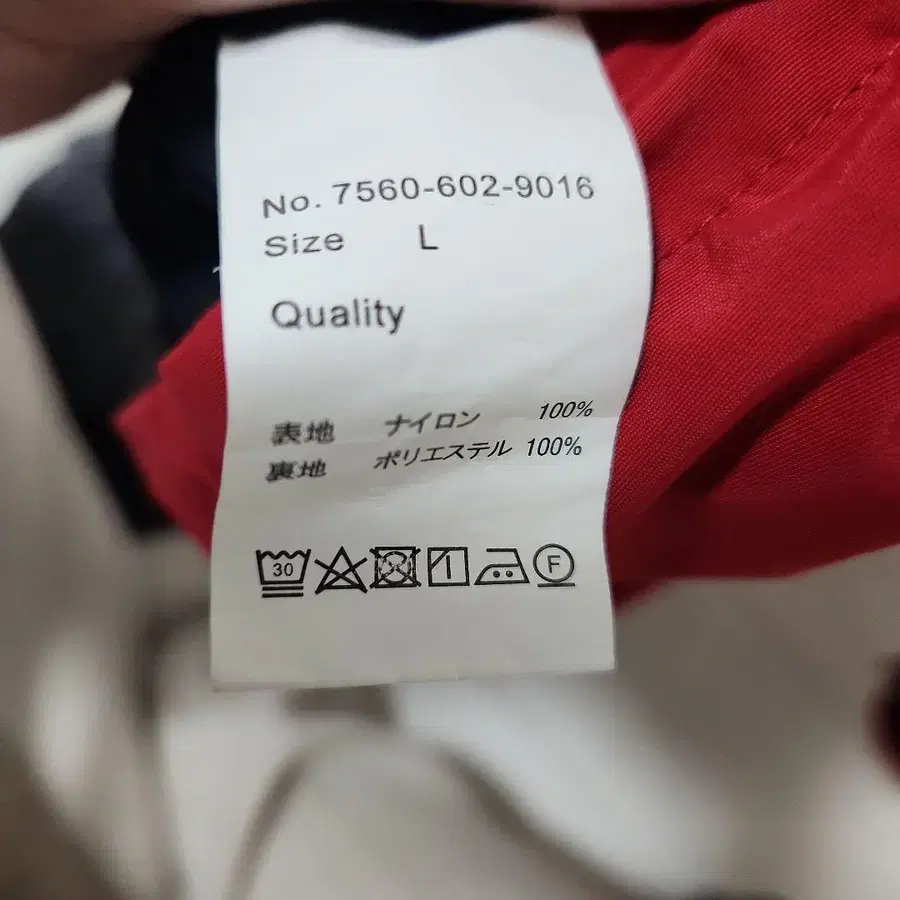 No. 7560-602-9016
Size L
Quality
表地 ナイロン 100%
裏地 ポリエステル 100%
30 F